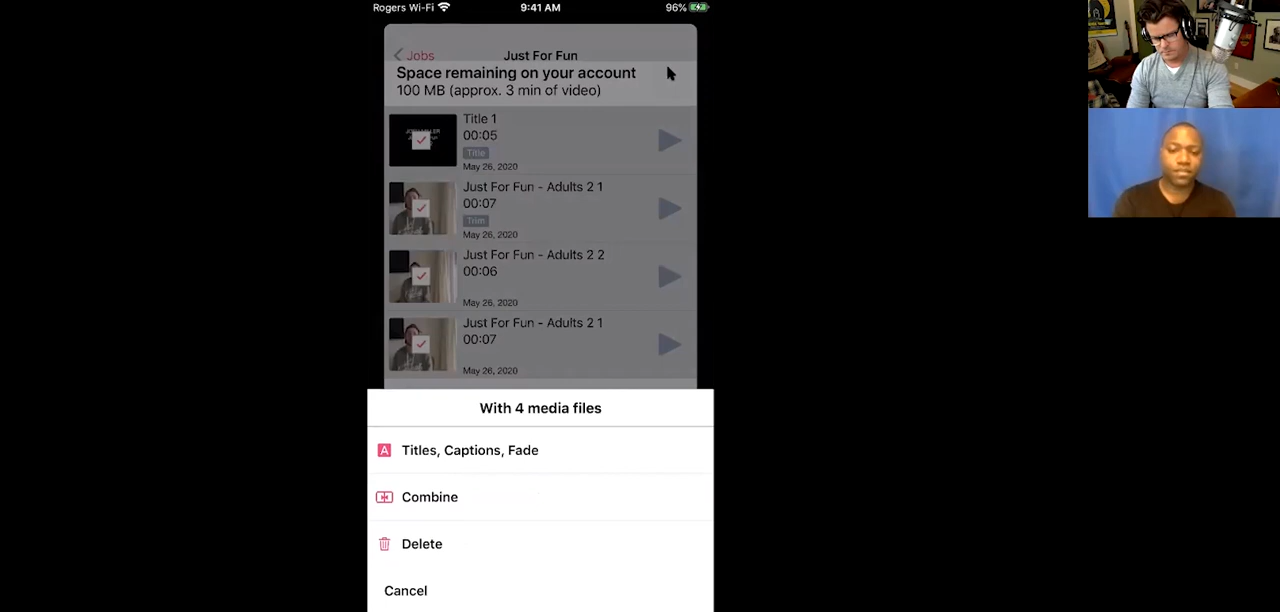 Rogers Wi-Fi 9:41 AM 96%
Jobs Just For Fun
Space remaining on your account
100 MB (approx. 3 min of video)
Title 1
00:05
Title
May 26, 2020
Just For Fun - Adults 2 1
00:07
Trim
May 26, 2020
Just For Fun - Adults 2 2
00:06
May 26, 2020
Just For Fun - Adults 2 1
00:07
May 26, 2020
With 4 media files
A Titles, Captions, Fade
Combine
Delete
Cancel